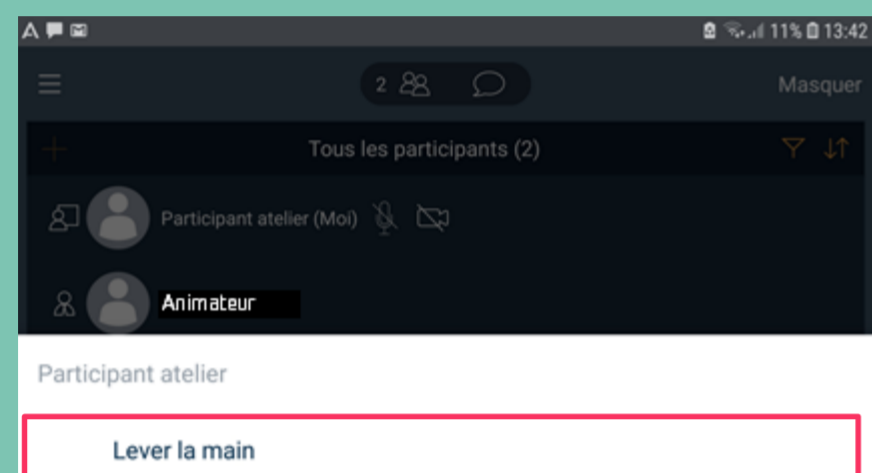 11% 13:42
2 Masquer
Tous les participants (2)
Participant atelier (Moi)
Animateur
Participant atelier
Lever la main